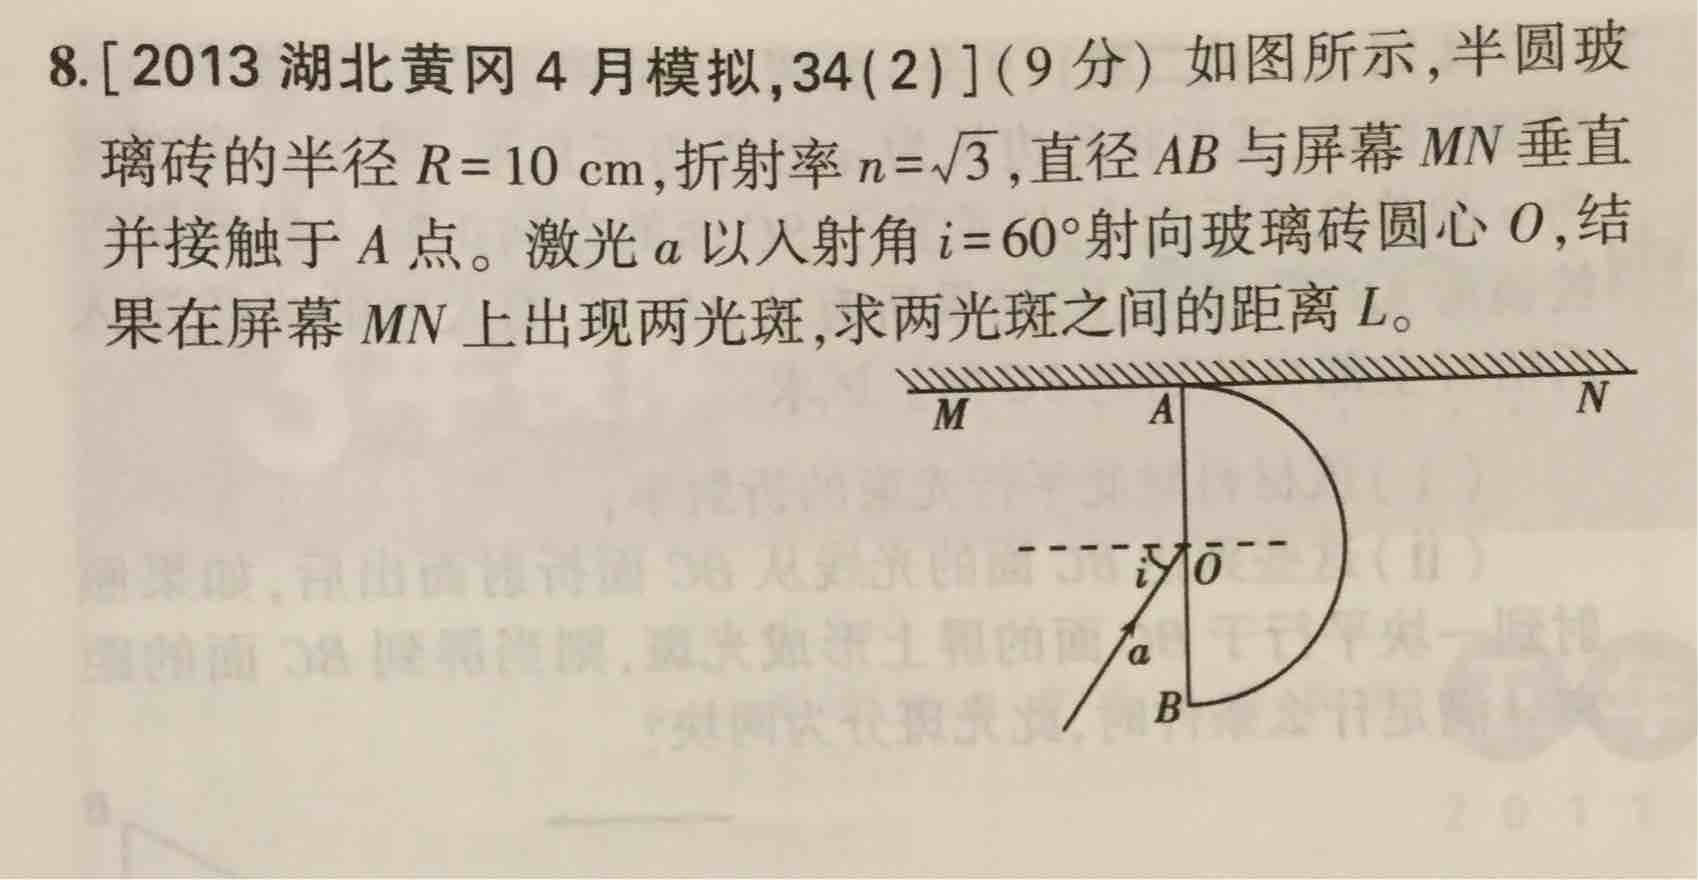 8.[2013 湖北黄冈 4 月模拟,34(2)](9 分) 如图所示,半圆玻
璃砖的半径 R=10 cm,折射率 n=√3,直径 AB 与屏幕 MN 垂直
并接触于 A 点。激光 a 以入射角 i=60°射向玻璃砖圆心 O,结
果在屏幕 MN 上出现两光斑,求两光斑之间的距离 L。
M A N
i O
a
B